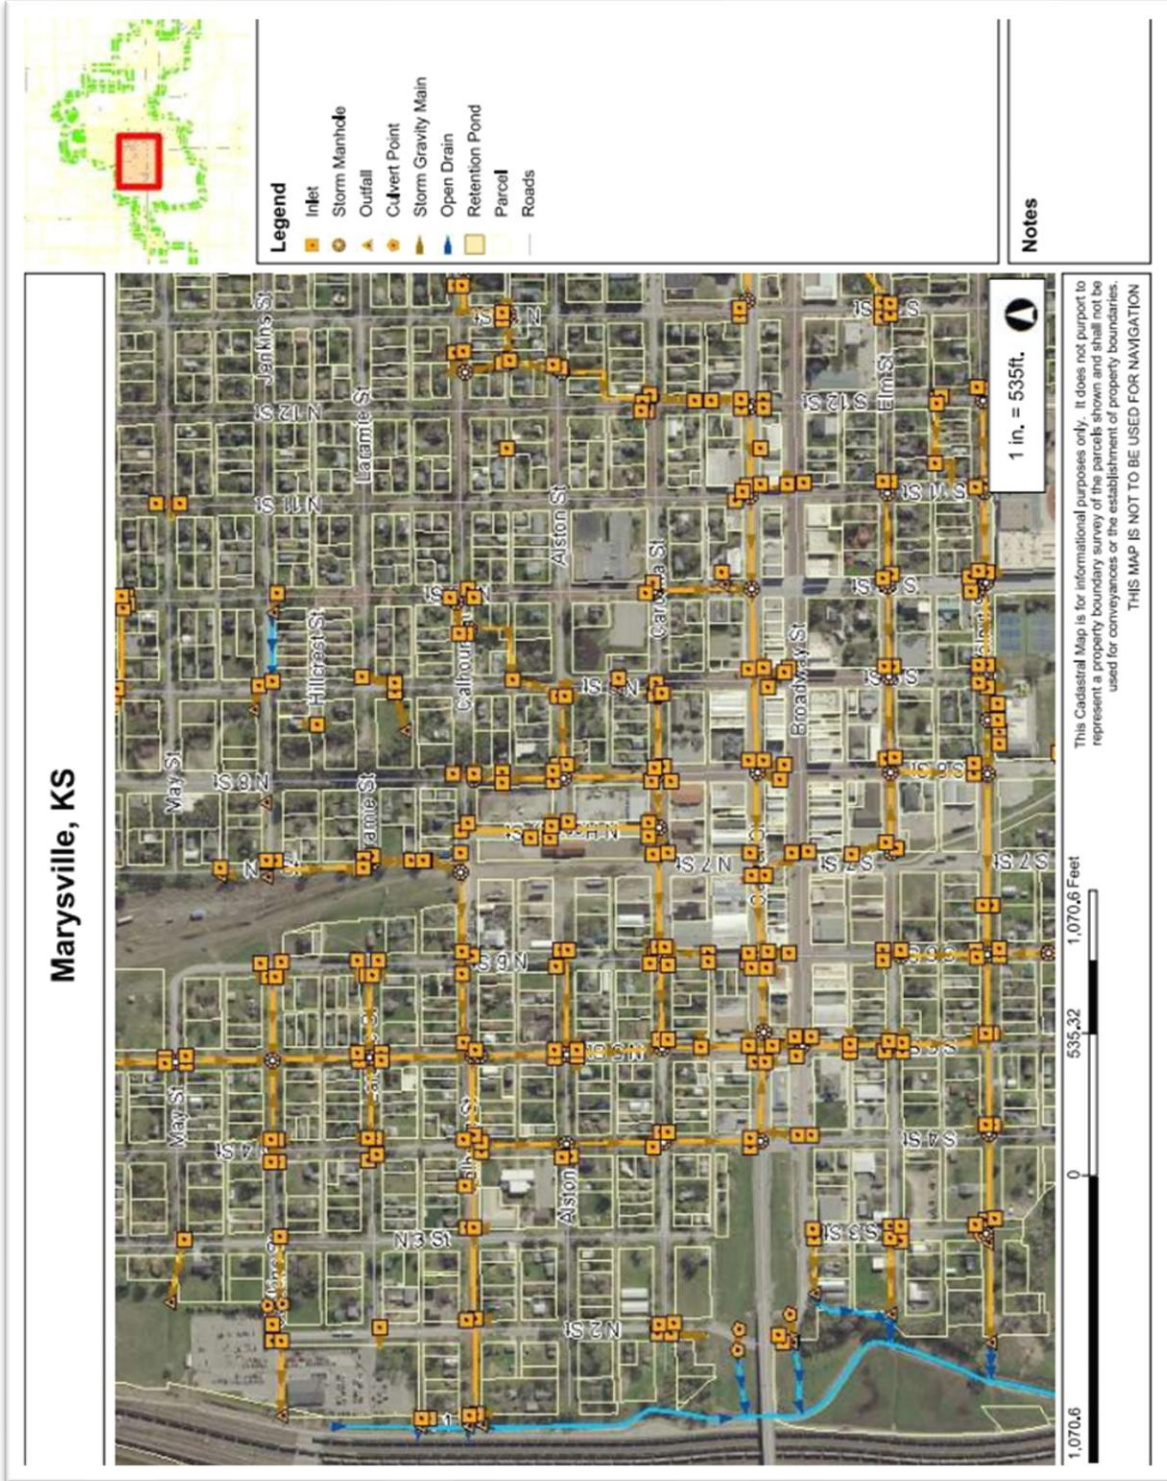 Marysville, KS
Legend
Inlet
Storm Manhole
Outfall
Culvert Point
Storm Gravity Main
Open Drain
Retention Pond
Parcel
Roads
Notes
May St
May St
Jenkins St
Hillcrest St
Laramie St
Alston St
Alston
Broadway St
Elm St
N 12 St
N 11 St
N 8 St
N 7 St
N 6 St
N 3 St
N 2 St
S 12 St
S 11 St
S 7 St
S 7 St
S 4 St
S 3 St
1 in. = 535ft.
1,070.6
0
535.32
1,070.6 Feet
This Cadastral Map is for informational purposes only. It does not purport to
represent a property boundary survey of the parcels shown and shall not be
used for conveyances or the establishment of property boundaries.
THIS MAP IS NOT TO BE USED FOR NAVIGATION